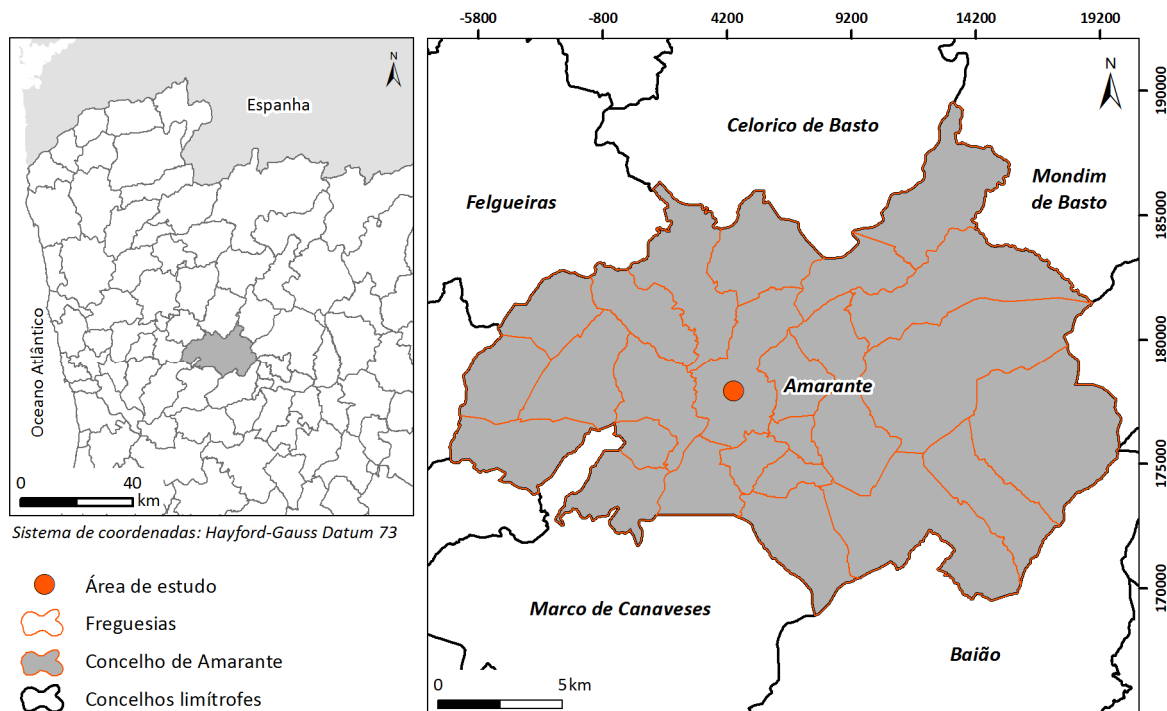 -5800 -800 4200 9200 14200 19200
N
Espanha
Oceano Atlântico
0 40 km
Sistema de coordenadas: Hayford-Gauss Datum 73
Área de estudo
Freguesias
Concelho de Amarante
Concelhos limítrofes
N
Celorico de Basto
Felgueiras
Mondim
de Basto
Amarante
Marco de Canaveses
Baião
0 5 km
190000
185000
180000
175000
170000